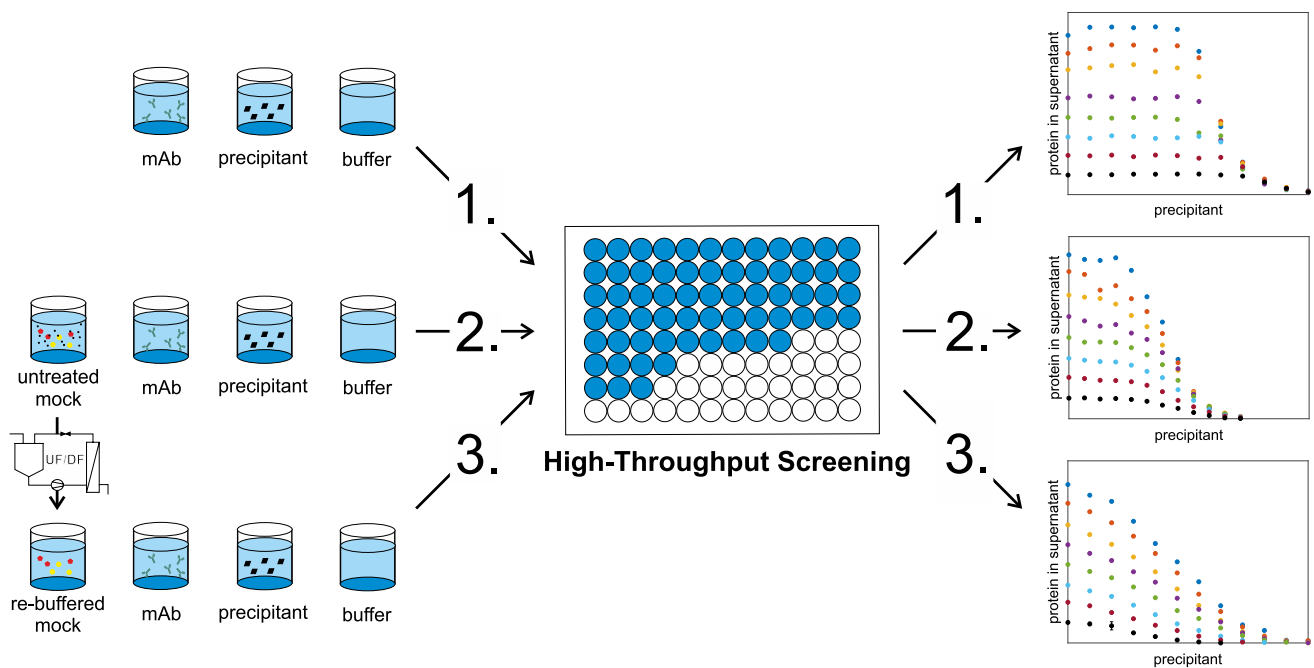 mAb
precipitant
buffer
1.
1.
protein in supernatant
precipitant
untreated
mock
mAb
precipitant
buffer
2.
2.
protein in supernatant
precipitant
UF/DF
High-Throughput Screening
re-buffered
mock
mAb
precipitant
buffer
3.
3.
protein in supernatant
precipitant